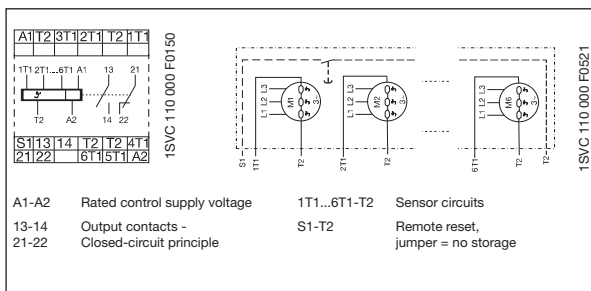 A1 T2 3T1 2T1 T2 1T1
1T1 2T1....6T1 A1 13 21
T2 A2 14 22
S1 13 14 T2 T2 4T1
21 22 6T1 5T1 A2
1SVC 110 000 F0150
L1 L2 L3 M1 3~
L1 L2 L3 M2 3~
L1 L2 L3 M6 3~
S1 1T1 T2 2T1 T2 6T1 T2 T2
1SVC 110 000 F0521
A1-A2 Rated control supply voltage
13-14 Output contacts -
21-22 Closed-circuit principle
1T1...6T1-T2 Sensor circuits
S1-T2 Remote reset,
jumper = no storage